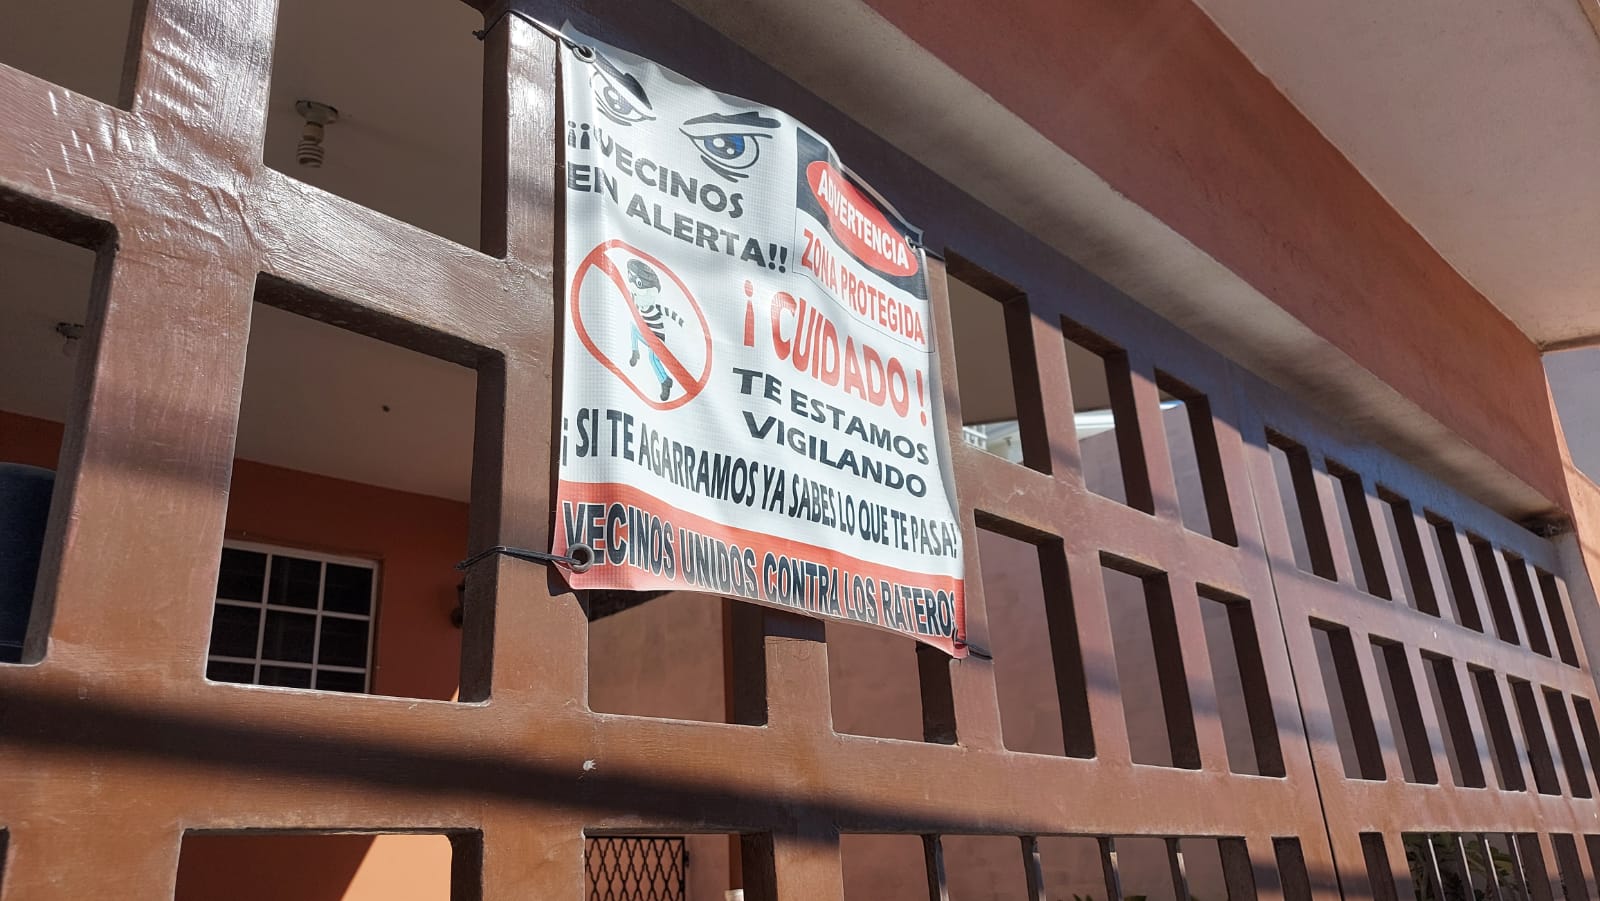 ¡¡VECINOS
EN ALERTA!!
ADVERTENCIA
ZONA PROTEGIDA
¡CUIDADO!
TE ESTAMOS
VIGILANDO
¡SI TE AGARRAMOS YA SABES LO QUE TE PASA!
VECINOS UNIDOS CONTRA LOS RATEROS